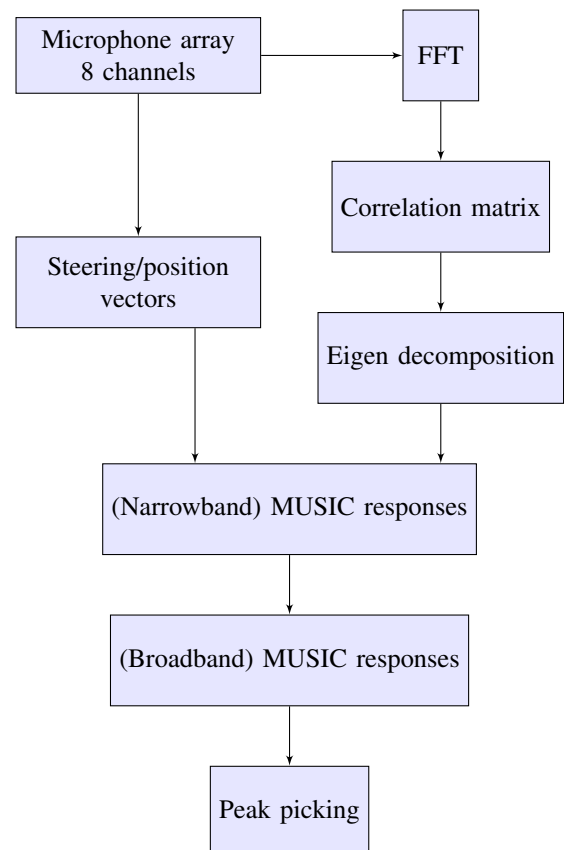 Microphone array
8 channels
FFT
Correlation matrix
Steering/position
vectors
Eigen decomposition
(Narrowband) MUSIC responses
(Broadband) MUSIC responses
Peak picking